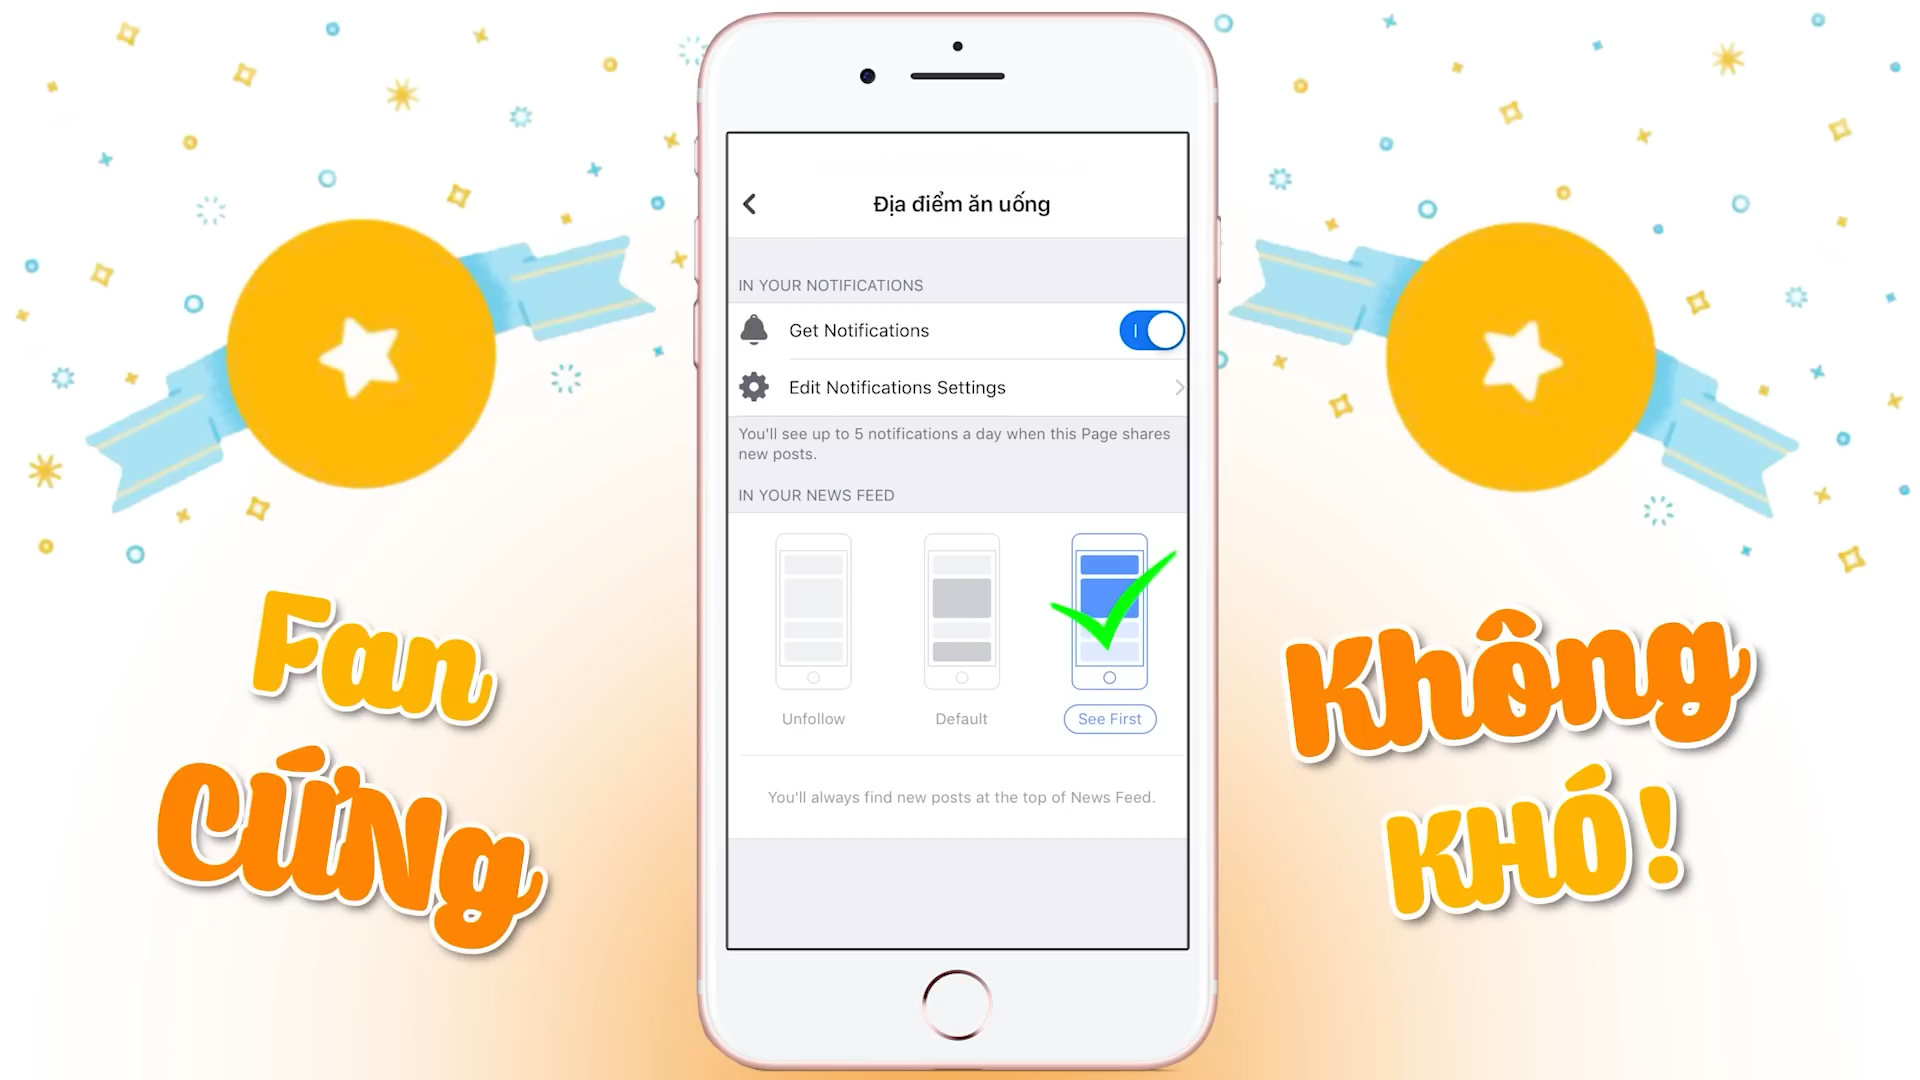 Địa điểm ăn uống
IN YOUR NOTIFICATIONS
Get Notifications
Edit Notifications Settings
You'll see up to 5 notifications a day when this Page shares
new posts.
IN YOUR NEWS FEED
Unfollow
Default
See First
You'll always find new posts at the top of News Feed.
Fan
CỨNg
Không
KHÓ!